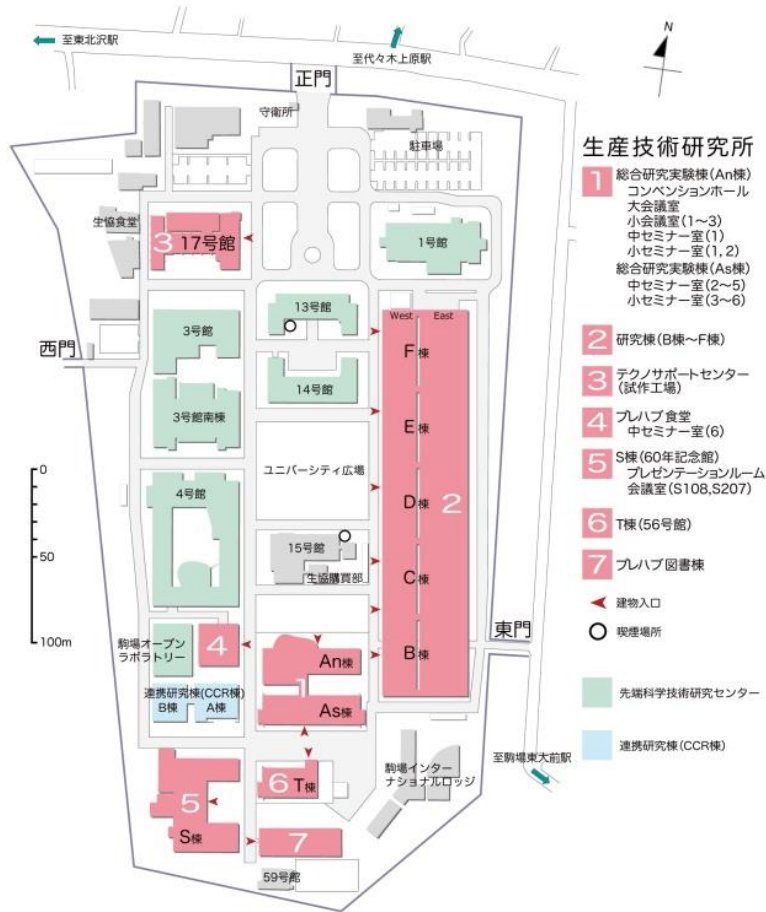 至東北沢駅
至代々木上原駅
N
正門
守衛所
駐車場
生協食堂
3 17号館
1号館
13号館
West East
3号館
F棟
西門
14号館
3号館南棟
E棟
0
ユニバーシティ広場
4号館
D棟
2
15号館
50
生協購買部
C棟
東門
100m
駒場オープン
ラボラトリー
4
An棟
B棟
1
連携研究棟(CCR棟)
B棟 A棟
As棟
至駒場東大前駅
駒場インター
ナショナルロッジ
6 T棟
5
S棟
7
59号館
生産技術研究所
1 総合研究実験棟(An棟)
コンベンションホール
大会議室
小会議室(1〜3)
中セミナー室(1)
小セミナー室(1, 2)
総合研究実験棟(As棟)
中セミナー室(2〜5)
小セミナー室(3〜6)
2 研究棟(B棟〜F棟)
3 テクノサポートセンター
(試作工場)
4 プレハブ食堂
中セミナー室(6)
5 S棟(60年記念館)
プレゼンテーションルーム
会議室(S108,S207)
6 T棟(56号館)
7 プレハブ図書棟
建物入口
喫煙場所
先端科学技術研究センター
連携研究棟(CCR棟)